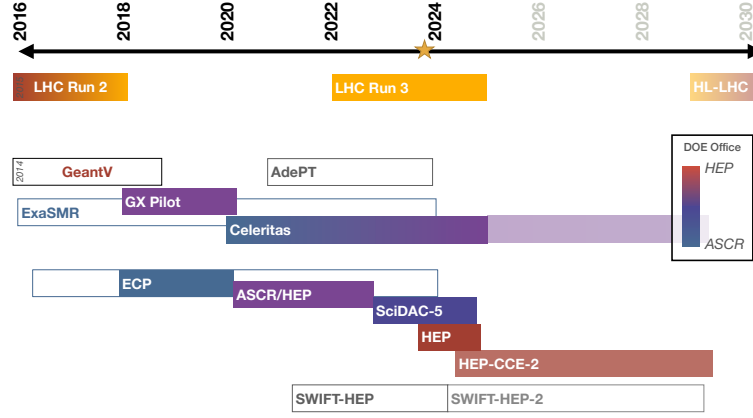 2016 2018 2020 2022 2024 2026 2028 2030
LHC Run 2 LHC Run 3 HL-LHC
DOE Office
2014 GeantV AdePT HEP
GX Pilot
ExaSMR
Celeritas ASCR
ECP
ASCR/HEP
SciDAC-5
HEP
HEP-CCE-2
SWIFT-HEP SWIFT-HEP-2